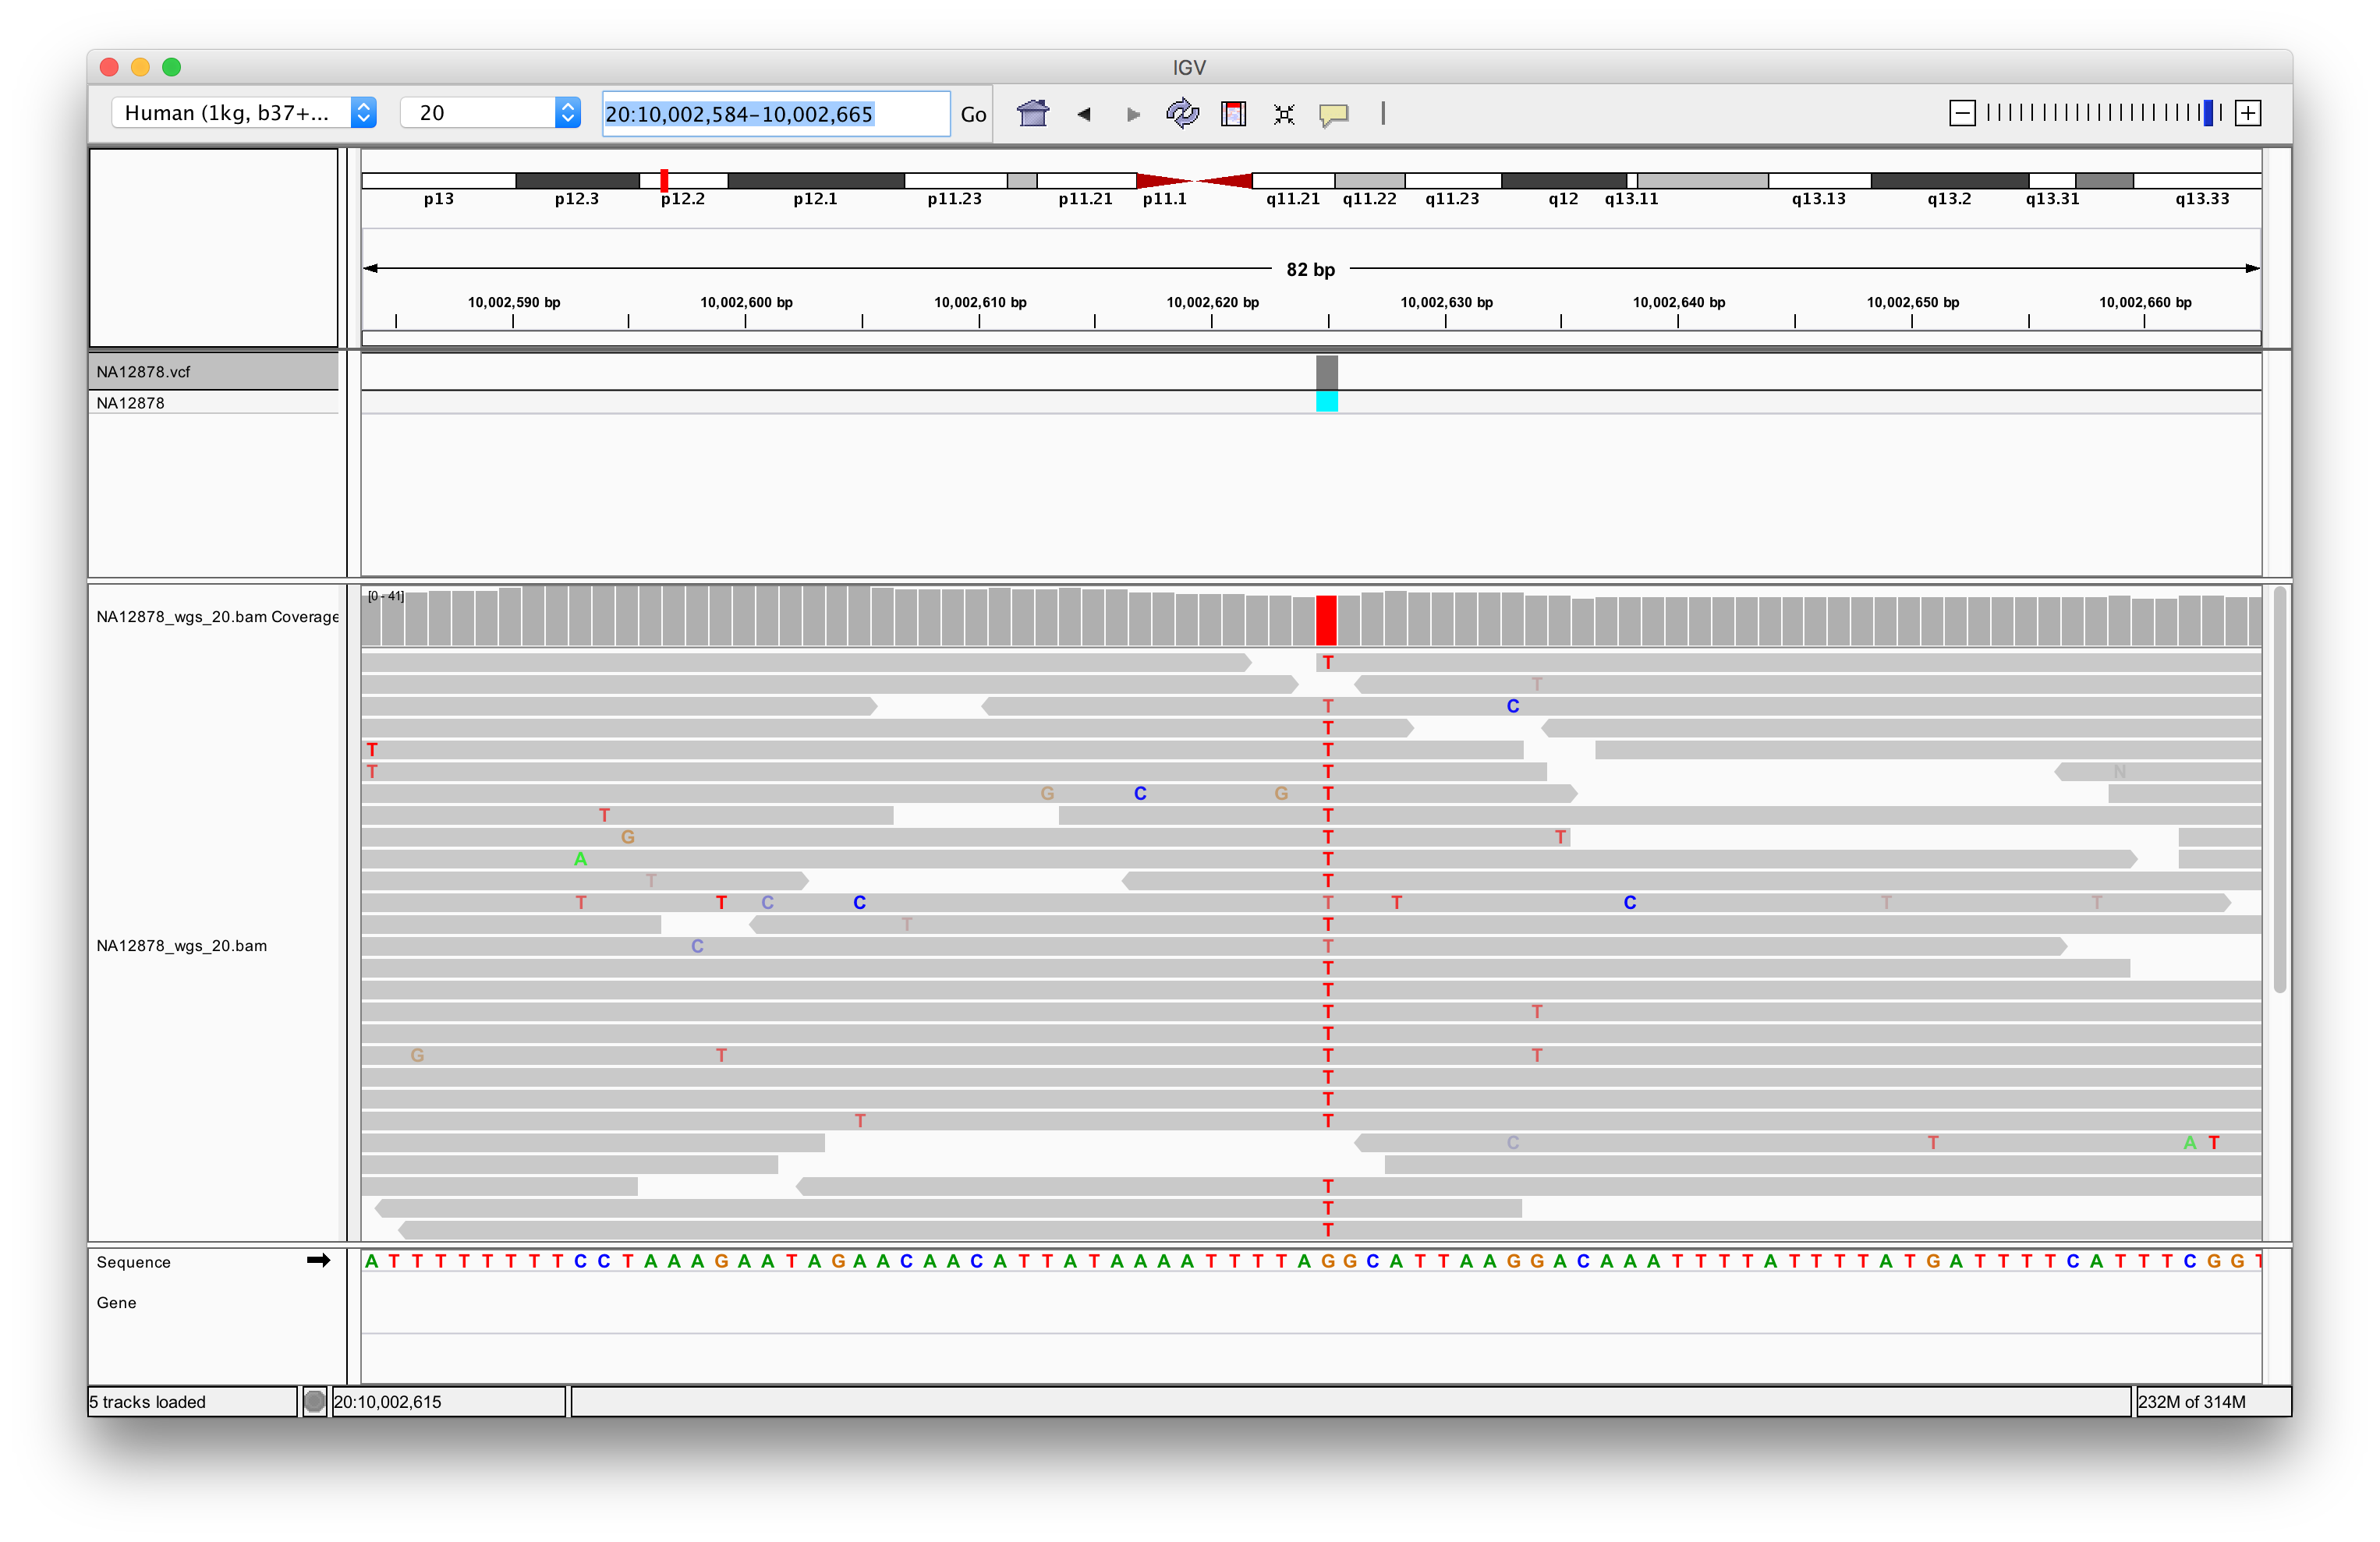 IGV
Human (1kg, b37+... 20 20:10,002,584-10,002,665 Go
p13 p12.3 p12.2 p12.1 p11.23 p11.21 p11.1 q11.21 q11.22 q11.23 q12 q13.11 q13.13 q13.2 q13.31 q13.33
82 bp
10,002,590 bp 10,002,600 bp 10,002,610 bp 10,002,620 bp 10,002,630 bp 10,002,640 bp 10,002,650 bp 10,002,660 bp
NA12878.vcf
NA12878
[0 - 41]
NA12878_wgs_20.bam Coverage
T
T
T C
T
T T
T T N
G C G T
T T
G T T
A T
T T
T T C C T T C T T
T T
NA12878_wgs_20.bam C T
T
T
T T
T
G T T T
T
T
T T
C T A T
T
T
T
Sequence A T T T T T T T T C C T A A A G A A T A G A A C A A C A T T A T A A A A T T T T A G G C A T T A A G G A C A A A T T T T A T T T T A T G A T T T T C A T T T C G G T
Gene
5 tracks loaded 20:10,002,615 232M of 314M